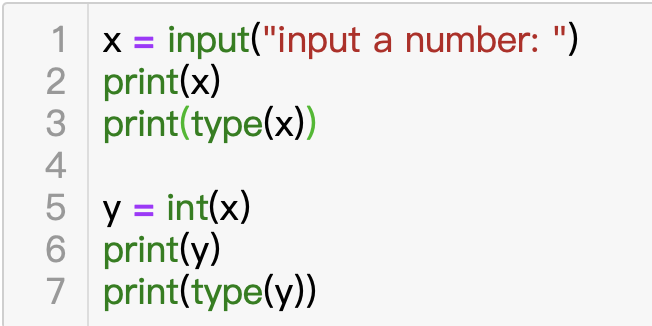 1 x = input("input a number: ")
2 print(x)
3 print(type(x))
4
5 y = int(x)
6 print(y)
7 print(type(y))